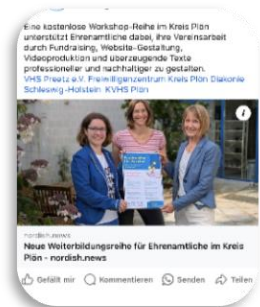 Eine kostenlose Workshop-Reihe im Kreis Plön
unterstützt Ehrenamtliche dabei, ihre Vereinsarbeit
durch Fundraising, Website-Gestaltung,
Videoproduktion und überzeugende Texte
professioneller und nachhaltiger zu gestalten.
VHS Preetz e.V. Freiwilligenzentrum Kreis Plön Diakonie
Schleswig-Holstein KVHS Plön
nordish.news
Neue Weiterbildungsreihe für Ehrenamtliche im Kreis
Plön - nordish.news
Gefällt mir Kommentieren Senden Teilen